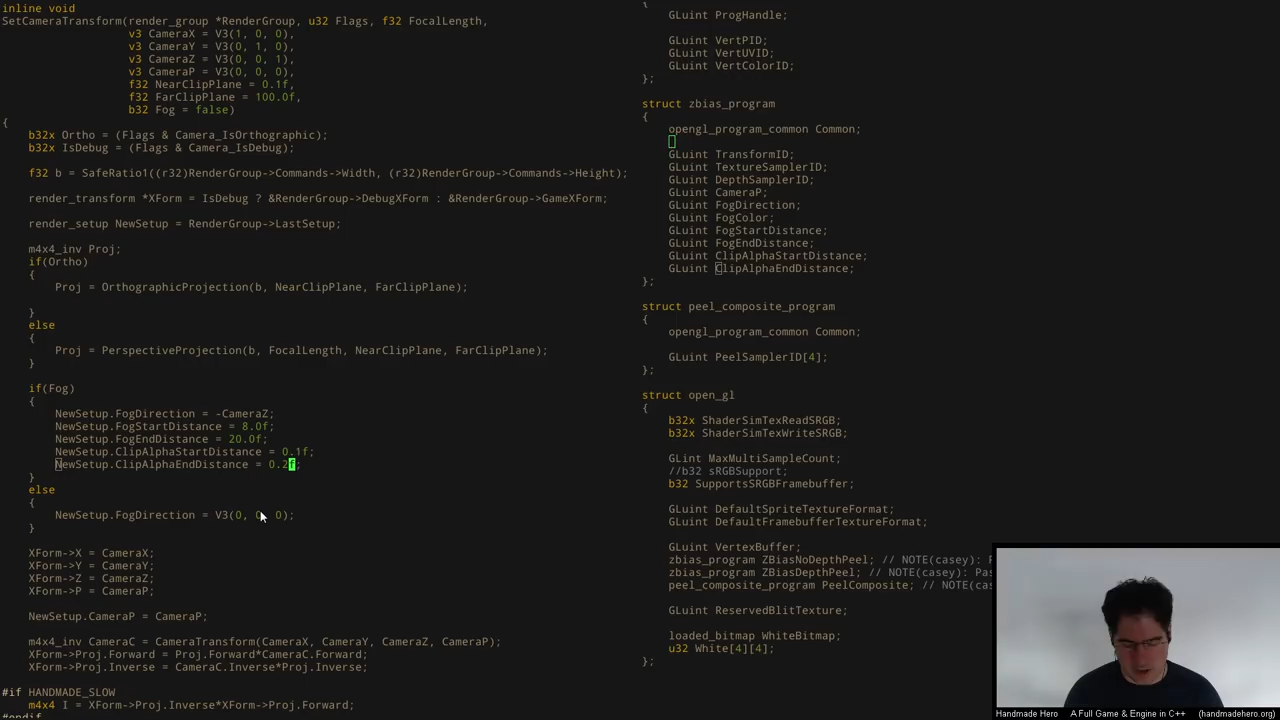 inline void
SetCameraTransform(render_group *RenderGroup, u32 Flags, f32 FocalLength,
v3 CameraX = V3(1, 0, 0),
v3 CameraY = V3(0, 1, 0),
v3 CameraZ = V3(0, 0, 1),
v3 CameraP = V3(0, 0, 0),
f32 NearClipPlane = 0.1f,
f32 FarClipPlane = 100.0f,
b32 Fog = false)
{
b32x Ortho = (Flags & Camera_IsOrthographic);
b32x IsDebug = (Flags & Camera_IsDebug);
f32 b = SafeRatio1((r32)RenderGroup->Commands->Width, (r32)RenderGroup->Commands->Height);
render_transform *XForm = IsDebug ? &RenderGroup->DebugXForm : &RenderGroup->GameXForm;
render_setup NewSetup = RenderGroup->LastSetup;
m4x4_inv Proj;
if(Ortho)
{
Proj = OrthographicProjection(b, NearClipPlane, FarClipPlane);
}
else
{
Proj = PerspectiveProjection(b, FocalLength, NearClipPlane, FarClipPlane);
}
if(Fog)
{
NewSetup.FogDirection = -CameraZ;
NewSetup.FogStartDistance = 8.0f;
NewSetup.FogEndDistance = 20.0f;
NewSetup.ClipAlphaStartDistance = 0.1f;
NewSetup.ClipAlphaEndDistance = 0.2f;
}
else
{
NewSetup.FogDirection = V3(0, 0, 0);
}
XForm->X = CameraX;
XForm->Y = CameraY;
XForm->Z = CameraZ;
XForm->P = CameraP;
NewSetup.CameraP = CameraP;
m4x4_inv CameraC = CameraTransform(CameraX, CameraY, CameraZ, CameraP);
XForm->Proj.Forward = Proj.Forward*CameraC.Forward;
XForm->Proj.Inverse = CameraC.Inverse*Proj.Inverse;
#if HANDMADE_SLOW
m4x4 I = XForm->Proj.Inverse*XForm->Proj.Forward;
#endif
{
GLuint ProgHandle;
GLuint VertPID;
GLuint VertUVID;
GLuint VertColorID;
};
struct zbias_program
{
opengl_program_common Common;
GLuint TransformID;
GLuint TextureSamplerID;
GLuint DepthSamplerID;
GLuint CameraP;
GLuint FogDirection;
GLuint FogColor;
GLuint FogStartDistance;
GLuint FogEndDistance;
GLuint ClipAlphaStartDistance;
GLuint ClipAlphaEndDistance;
};
struct peel_composite_program
{
opengl_program_common Common;
GLuint PeelSamplerID[4];
};
struct open_gl
{
b32x ShaderSimTexReadSRGB;
b32x ShaderSimTexWriteSRGB;
GLint MaxMultiSampleCount;
//b32 sRGBSupport;
b32 SupportsSRGBFramebuffer;
GLuint DefaultSpriteTextureFormat;
GLuint DefaultFramebufferTextureFormat;
GLuint VertexBuffer;
zbias_program ZBiasNoDepthPeel; // NOTE(casey): P
zbias_program ZBiasDepthPeel; // NOTE(casey): Pas
peel_composite_program PeelComposite; // NOTE(cas
GLuint ReservedBlitTexture;
loaded_bitmap WhiteBitmap;
u32 White[4][4];
};
Handmade Hero A Full Game & Engine in C++ (handmadehero.org)